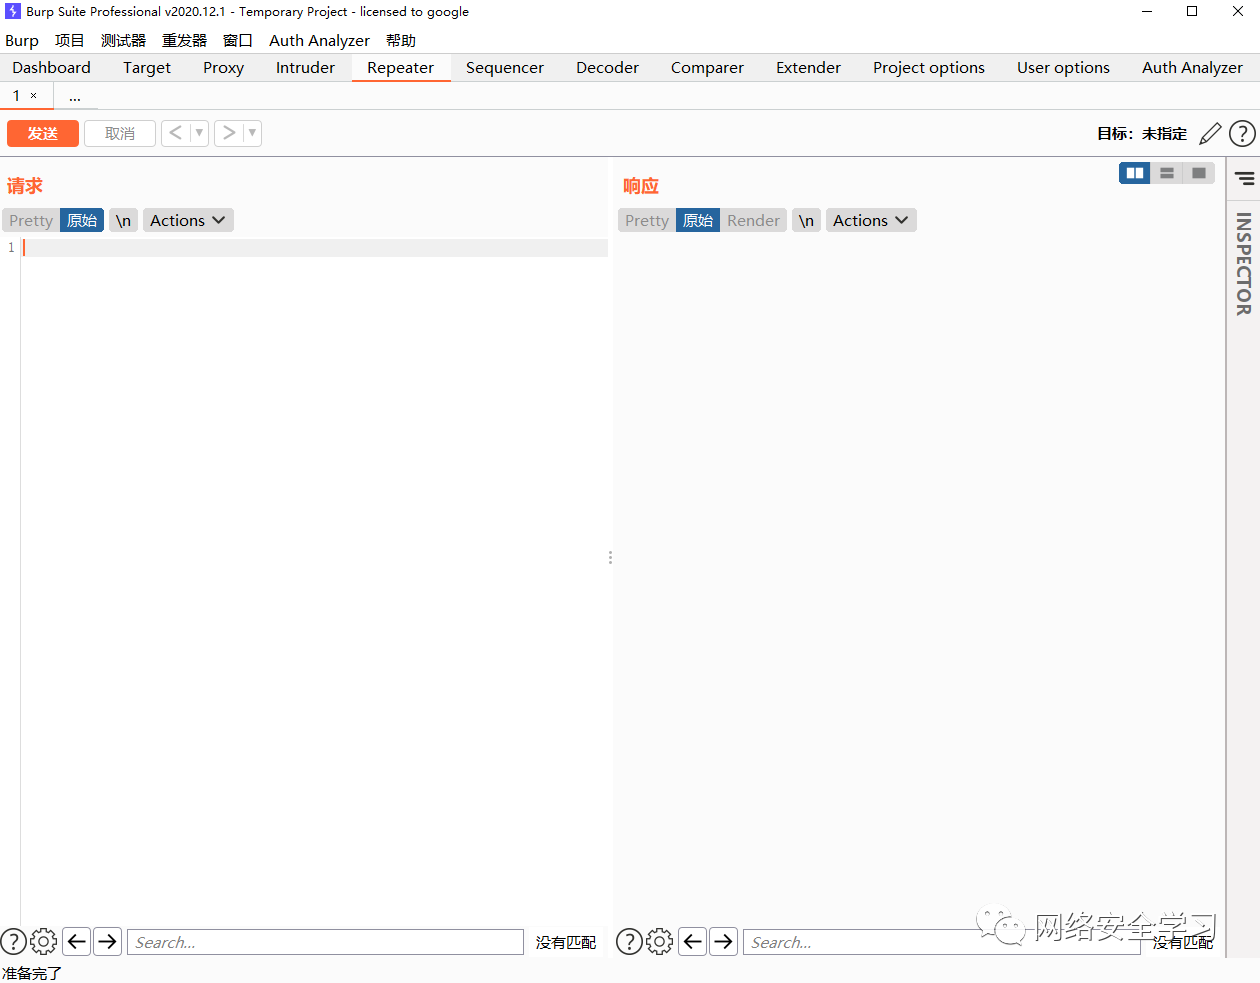 Burp Suite Professional v2020.12.1 - Temporary Project - licensed to google
Burp 项目 测试器 重发器 窗口 Auth Analyzer 帮助
Dashboard Target Proxy Intruder Repeater Sequencer Decoder Comparer Extender Project options User options Auth Analyzer
1 × ...
发送 取消 < > 目标：未指定 ?
请求
Pretty 原始 \n Actions
1
响应
Pretty 原始 Render \n Actions
INSPECTOR
? Search... 没有匹配
? Search... 没有匹配
网络安全学习
准备完了